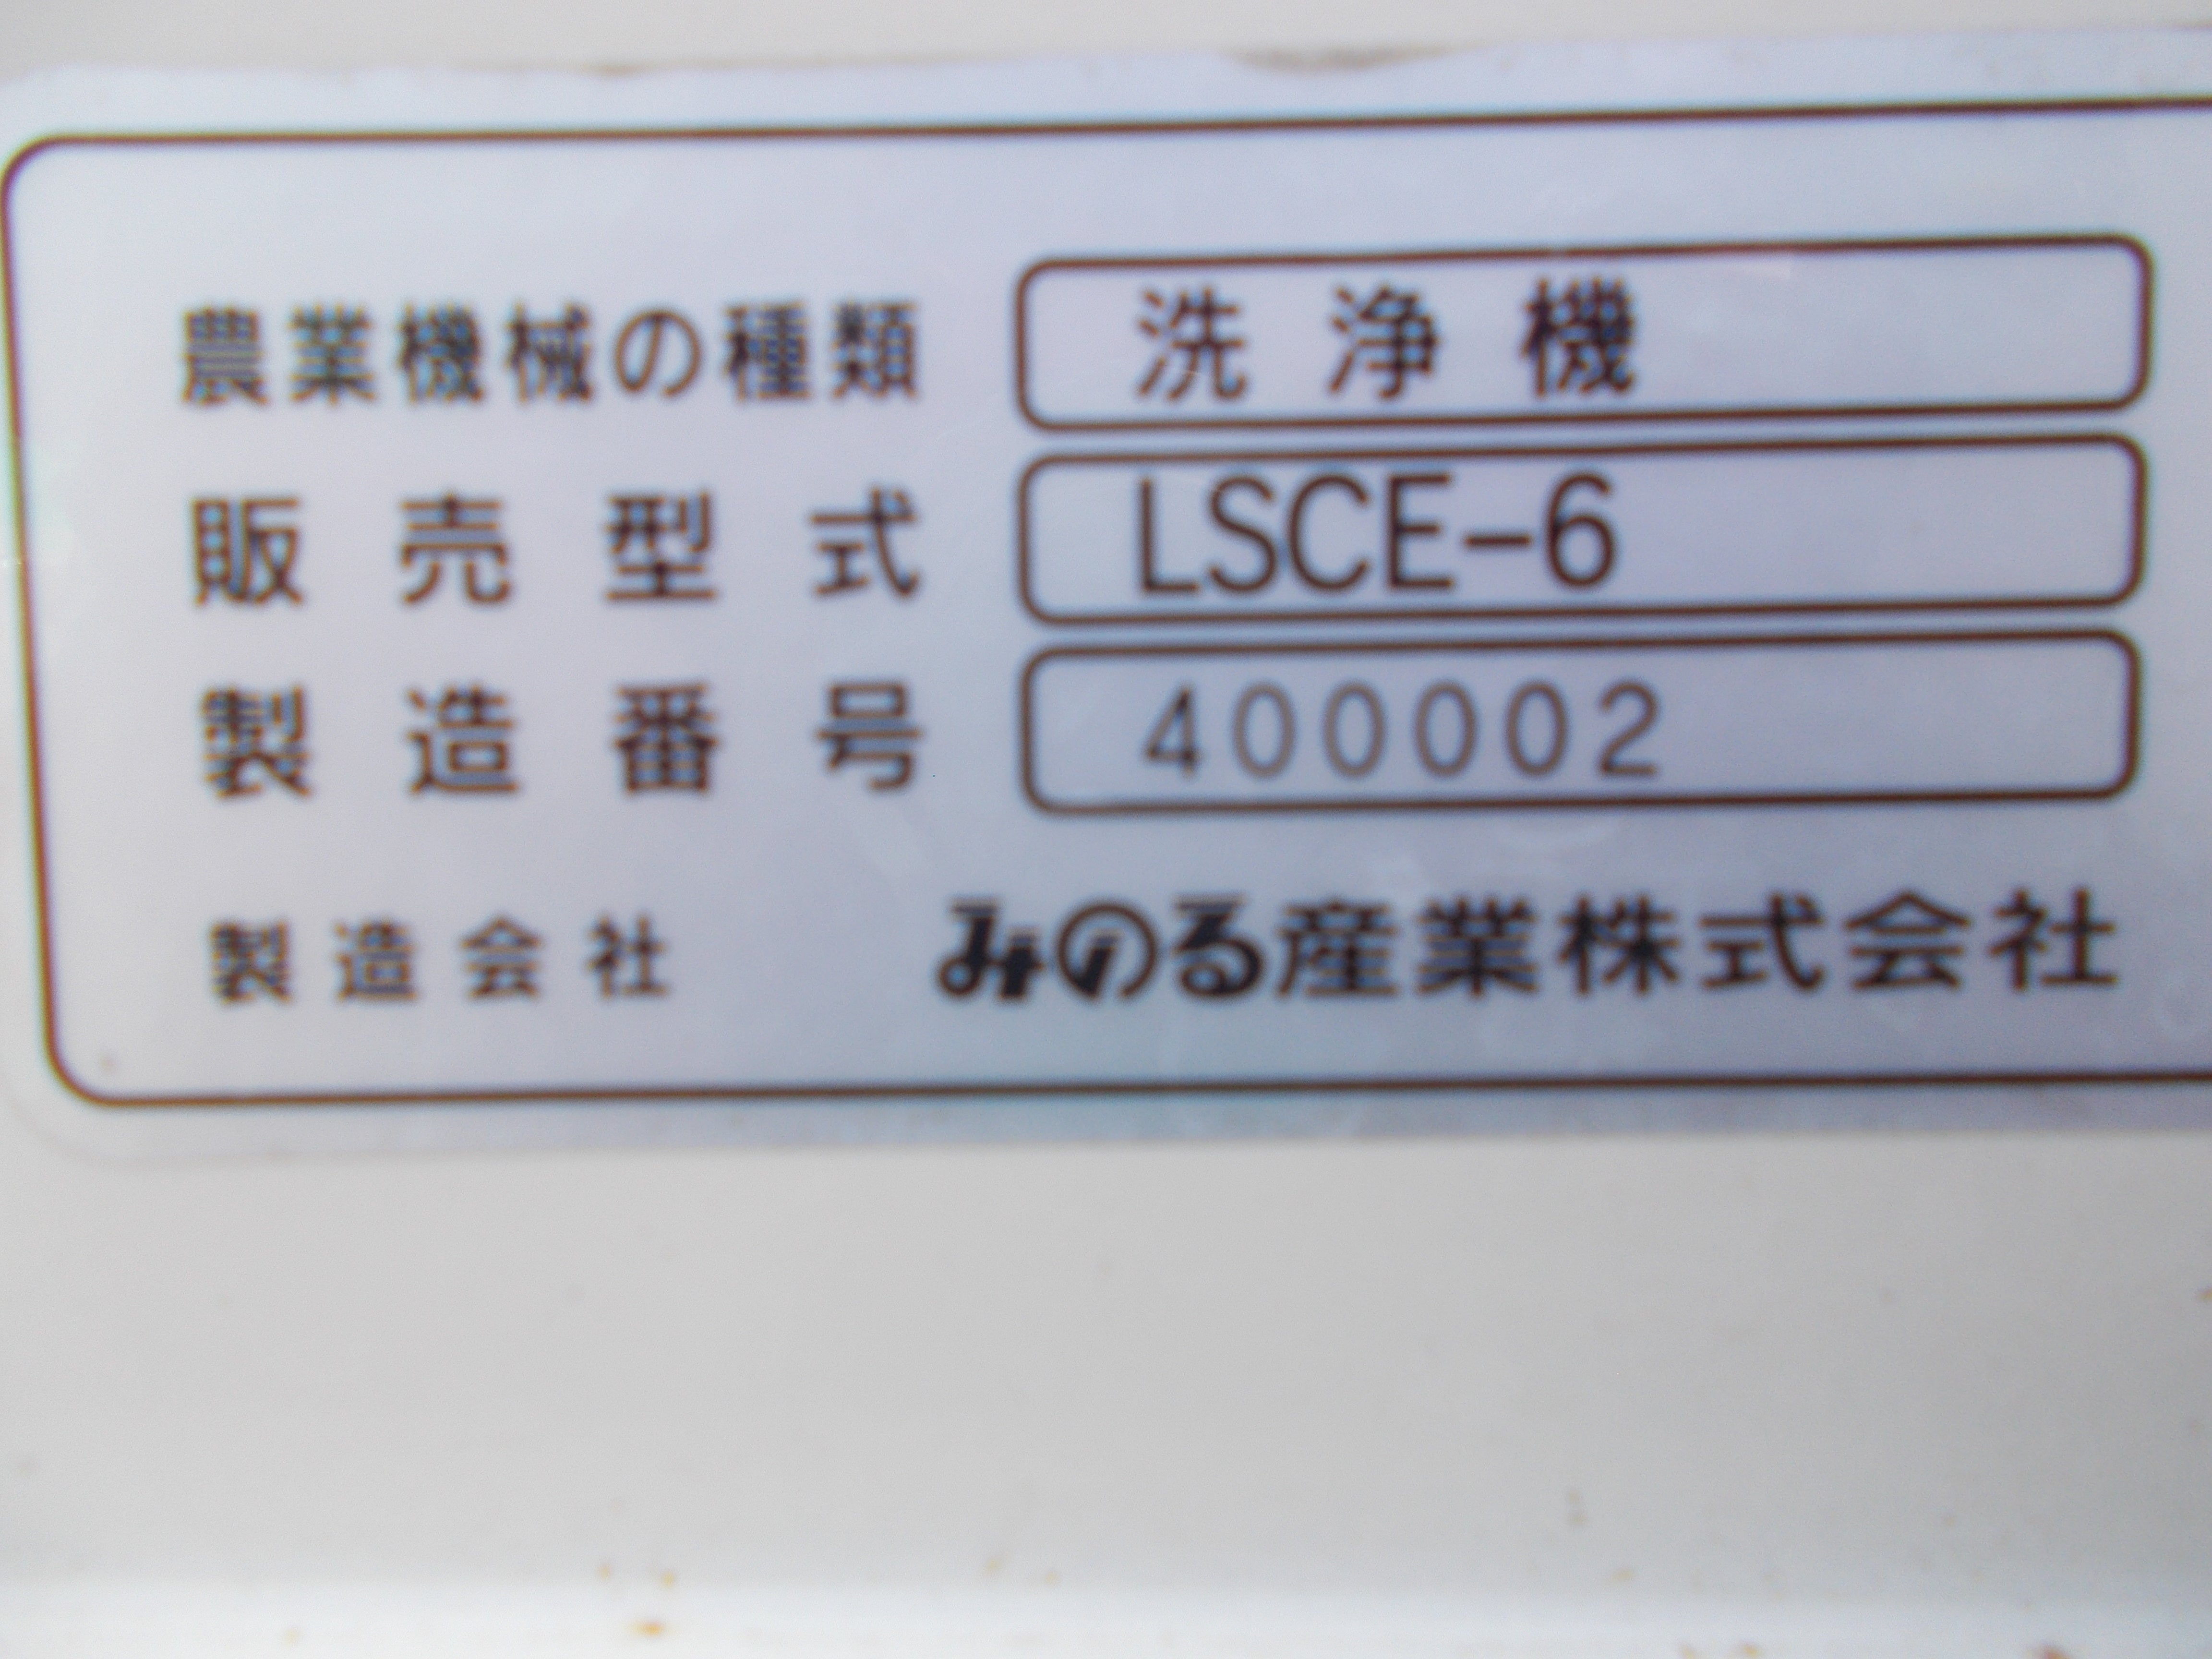 農業機械の種類 洗浄機
販売型式 LSCE-6
製造番号 400002
製造会社 みのる産業株式会社